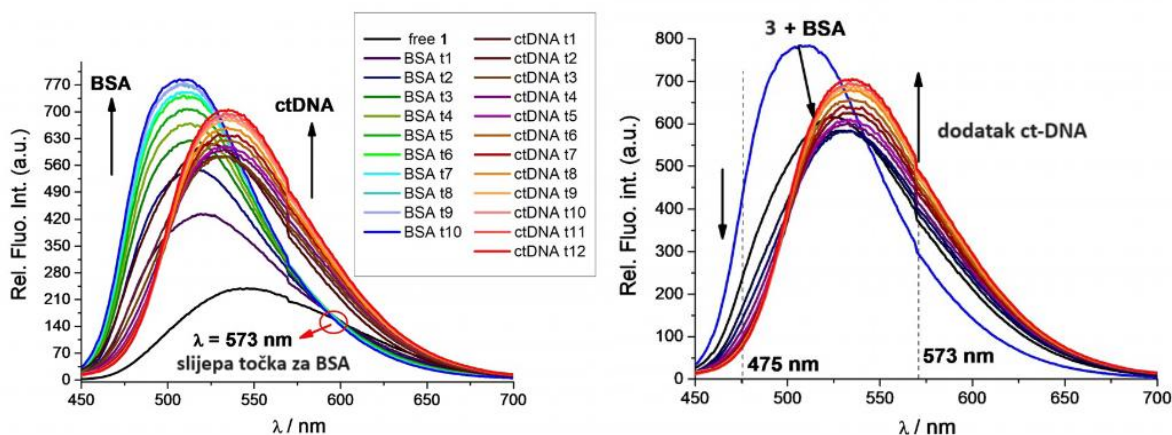 Rel. Fluo. Int. (a.u.)
770
700
630
560
490
420
350
280
210
140
70
0
BSA
ctDNA
λ = 573 nm
slijepa točka za BSA
450
500
550
600
650
700
λ / nm
free 1
BSA t1
BSA t2
BSA t3
BSA t4
BSA t5
BSA t6
BSA t7
BSA t8
BSA t9
BSA t10
ctDNA t1
ctDNA t2
ctDNA t3
ctDNA t4
ctDNA t5
ctDNA t6
ctDNA t7
ctDNA t8
ctDNA t9
ctDNA t10
ctDNA t11
ctDNA t12
Rel. Fluo. int. (a.u.)
800
700
600
500
400
300
200
100
0
3 + BSA
dodatak ct-DNA
475 nm
573 nm
450
500
550
600
650
700
λ / nm